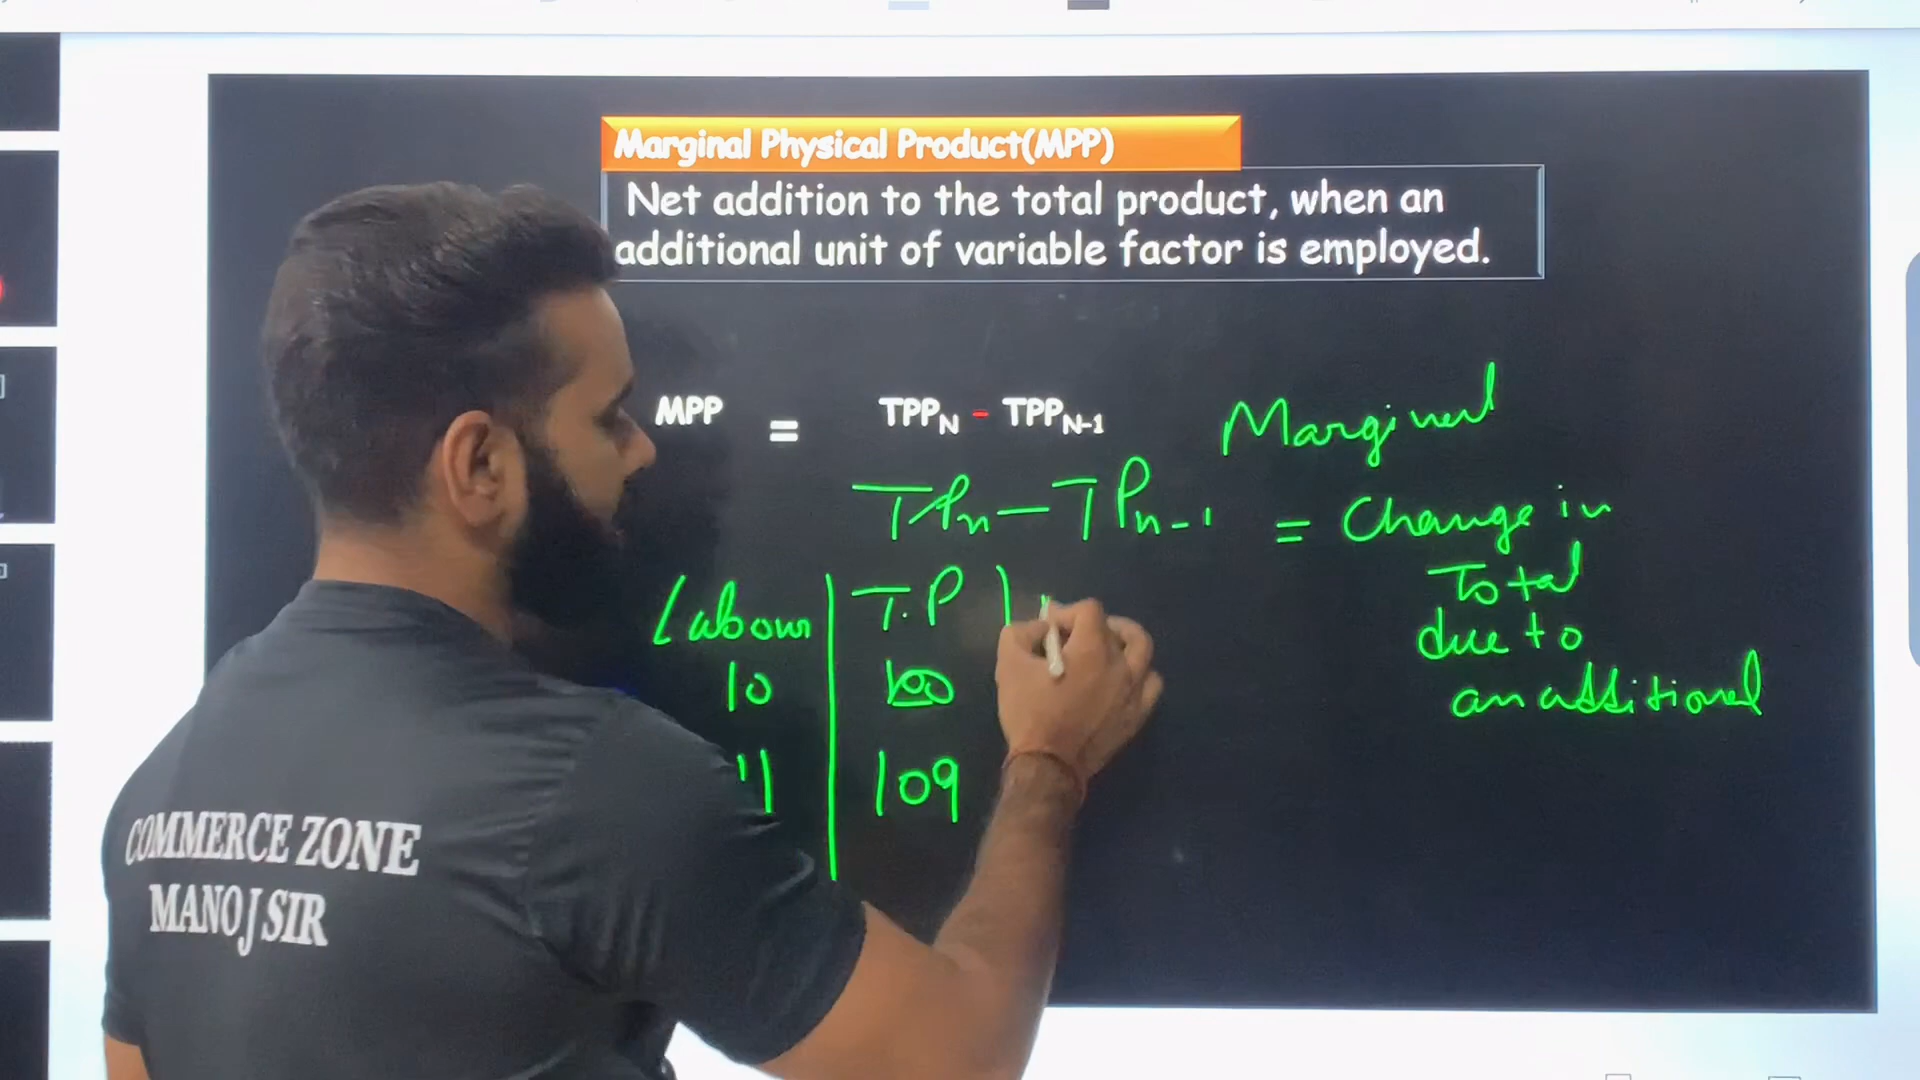 Marginal Physical Product(MPP)
Net addition to the total product, when an
additional unit of variable factor is employed.
MPP = TPPN - TPPN-1
Marginal
TPn - TPn-1 = Change in
Total
due to
an additional
Labour T.P
10 100
11 109
COMMERCE ZONE
MANOJ SIR